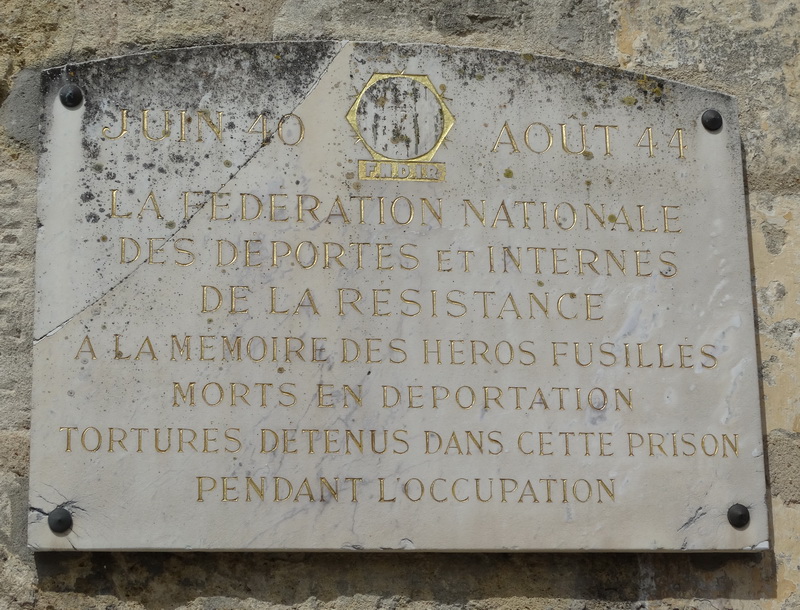 JUIN 40 AOUT 44
F.N.D.I.R
LA FEDERATION NATIONALE
DES DEPORTES ET INTERNES
DE LA RESISTANCE
A LA MEMOIRE DES HEROS FUSILLES
MORTS EN DEPORTATION
TORTURES DETENUS DANS CETTE PRISON
PENDANT L'OCCUPATION